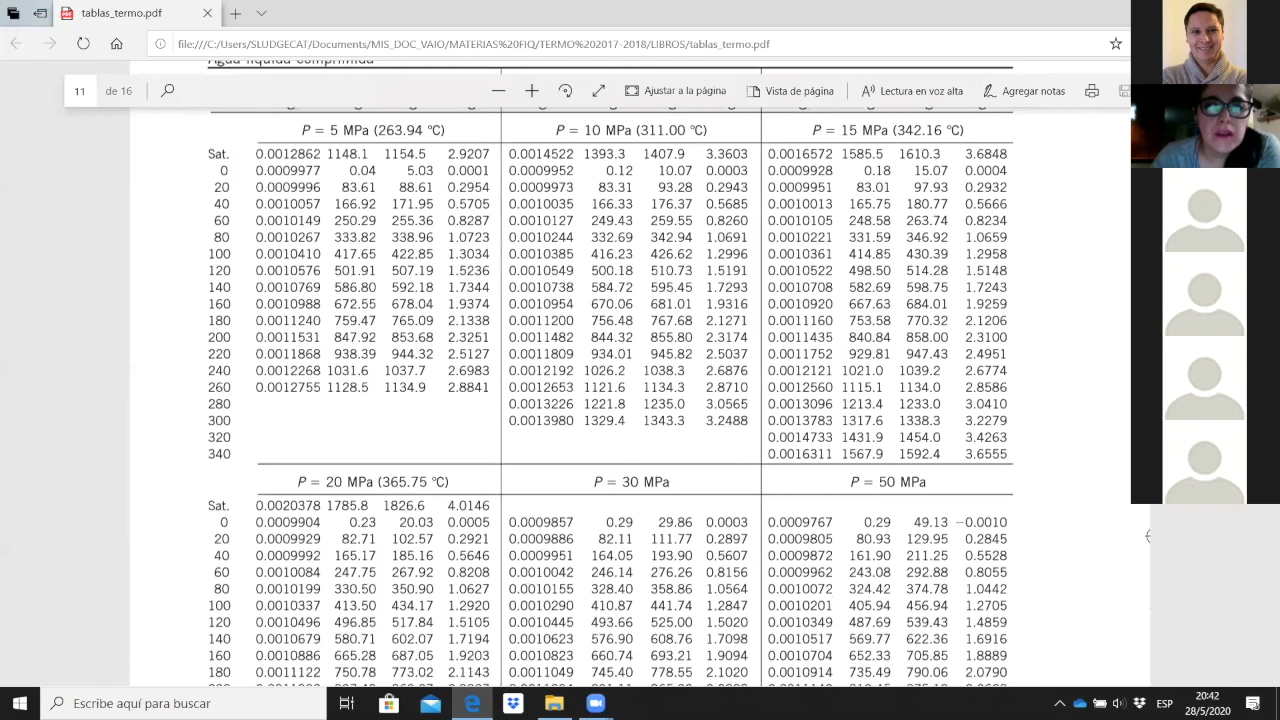 tablas_termo.pdf
file:///C:/Users/SLUDGECAT/Documents/MIS_DOC_VAIO/MATERIAS%20FIQ/TERMO%202017-2018/LIBROS/tablas_termo.pdf
Agua líquida comprimida
11 de 16 Ajustar a la página Vista de página Lectura en voz alta Agregar notas
P = 5 MPa (263.94 °C) P = 10 MPa (311.00 °C) P = 15 MPa (342.16 °C)
Sat. 0.0012862 1148.1 1154.5 2.9207 0.0014522 1393.3 1407.9 3.3603 0.0016572 1585.5 1610.3 3.6848
0 0.0009977 0.04 5.03 0.0001 0.0009952 0.12 10.07 0.0003 0.0009928 0.18 15.07 0.0004
20 0.0009996 83.61 88.61 0.2954 0.0009973 83.31 93.28 0.2943 0.0009951 83.01 97.93 0.2932
40 0.0010057 166.92 171.95 0.5705 0.0010035 166.33 176.37 0.5685 0.0010013 165.75 180.77 0.5666
60 0.0010149 250.29 255.36 0.8287 0.0010127 249.43 259.55 0.8260 0.0010105 248.58 263.74 0.8234
80 0.0010267 333.82 338.96 1.0723 0.0010244 332.69 342.94 1.0691 0.0010221 331.59 346.92 1.0659
100 0.0010410 417.65 422.85 1.3034 0.0010385 416.23 426.62 1.2996 0.0010361 414.85 430.39 1.2958
120 0.0010576 501.91 507.19 1.5236 0.0010549 500.18 510.73 1.5191 0.0010522 498.50 514.28 1.5148
140 0.0010769 586.80 592.18 1.7344 0.0010738 584.72 595.45 1.7293 0.0010708 582.69 598.75 1.7243
160 0.0010988 672.55 678.04 1.9374 0.0010954 670.06 681.01 1.9316 0.0010920 667.63 684.01 1.9259
180 0.0011240 759.47 765.09 2.1338 0.0011200 756.48 767.68 2.1271 0.0011160 753.58 770.32 2.1206
200 0.0011531 847.92 853.68 2.3251 0.0011482 844.32 855.80 2.3174 0.0011435 840.84 858.00 2.3100
220 0.0011868 938.39 944.32 2.5127 0.0011809 934.01 945.82 2.5037 0.0011752 929.81 947.43 2.4951
240 0.0012268 1031.6 1037.7 2.6983 0.0012192 1026.2 1038.3 2.6876 0.0012121 1021.0 1039.2 2.6774
260 0.0012755 1128.5 1134.9 2.8841 0.0012653 1121.6 1134.3 2.8710 0.0012560 1115.1 1134.0 2.8586
280 0.0013226 1221.8 1235.0 3.0565 0.0013096 1213.4 1233.0 3.0410
300 0.0013980 1329.4 1343.3 3.2488 0.0013783 1317.6 1338.3 3.2279
320 0.0014733 1431.9 1454.0 3.4263
340 0.0016311 1567.9 1592.4 3.6555
P = 20 MPa (365.75 °C) P = 30 MPa P = 50 MPa
Sat. 0.0020378 1785.8 1826.6 4.0146
0 0.0009904 0.23 20.03 0.0005 0.0009857 0.29 29.86 0.0003 0.0009767 0.29 49.13 −0.0010
20 0.0009929 82.71 102.57 0.2921 0.0009886 82.11 111.77 0.2897 0.0009805 80.93 129.95 0.2845
40 0.0009992 165.17 185.16 0.5646 0.0009951 164.05 193.90 0.5607 0.0009872 161.90 211.25 0.5528
60 0.0010084 247.75 267.92 0.8208 0.0010042 246.14 276.26 0.8156 0.0009962 243.08 292.88 0.8055
80 0.0010199 330.50 350.90 1.0627 0.0010155 328.40 358.86 1.0564 0.0010072 324.42 374.78 1.0442
100 0.0010337 413.50 434.17 1.2920 0.0010290 410.87 441.74 1.2847 0.0010201 405.94 456.94 1.2705
120 0.0010496 496.85 517.84 1.5105 0.0010445 493.66 525.00 1.5020 0.0010349 487.69 539.43 1.4859
140 0.0010679 580.71 602.07 1.7194 0.0010623 576.90 608.76 1.7098 0.0010517 569.77 622.36 1.6916
160 0.0010886 665.28 687.05 1.9203 0.0010823 660.74 693.21 1.9094 0.0010704 652.33 705.85 1.8889
180 0.0011122 750.78 773.02 2.1143 0.0011049 745.40 778.55 2.1020 0.0010914 735.49 790.06 2.0790
Escribe aquí para buscar
ESP
20:42
28/5/2020